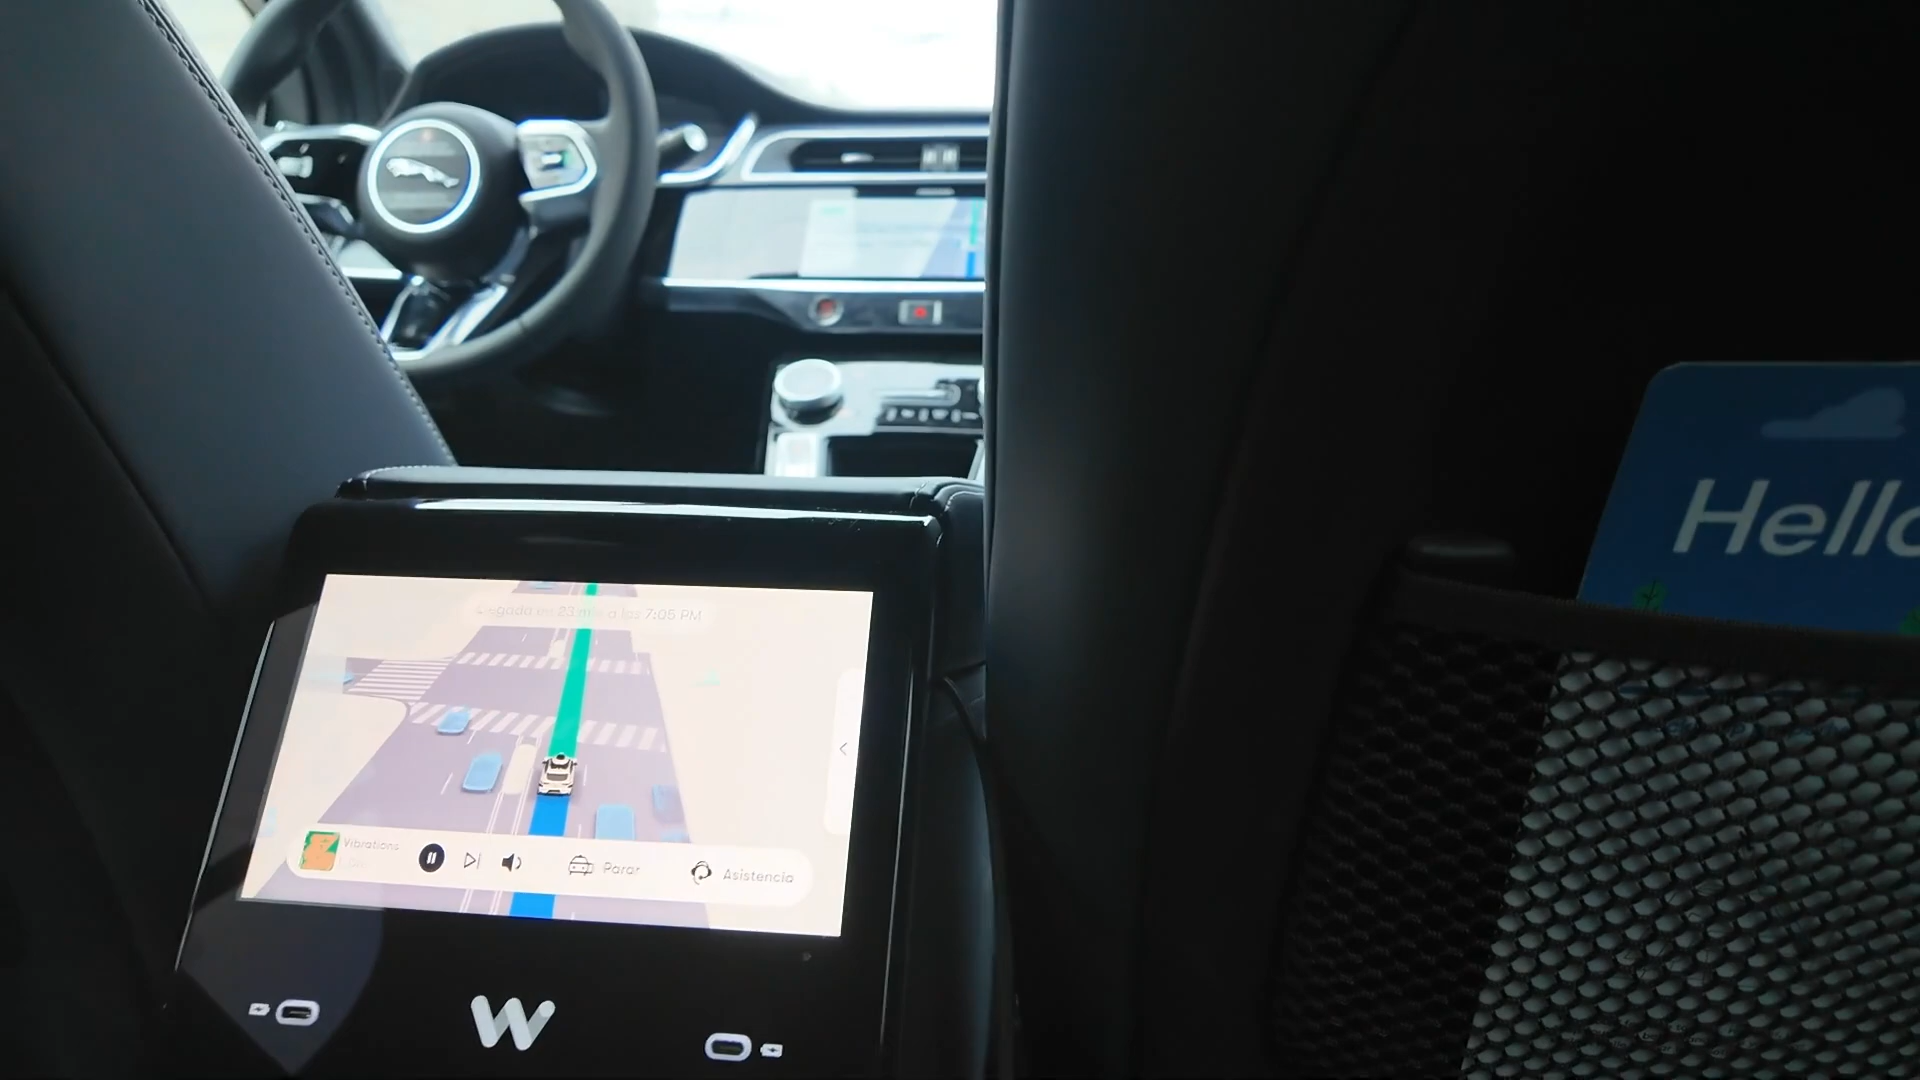 Llegada en 23 min a las 7:05 PM
Vibrations
Parar
Asistencia
W
Hello